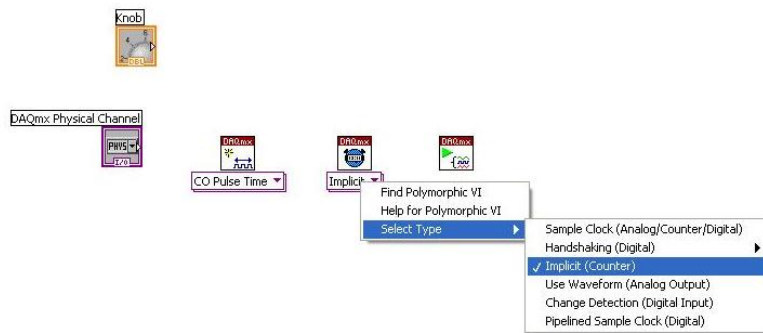 Knob
DBL
DAQmx Physical Channel
PHYS
I/O
DAQmx
DAQmx
DAQmx
CO Pulse Time
Implicit
Find Polymorphic VI
Help for Polymorphic VI
Select Type
Sample Clock (Analog/Counter/Digital)
Handshaking (Digital)
✓ Implicit (Counter)
Use Waveform (Analog Output)
Change Detection (Digital Input)
Pipelined Sample Clock (Digital)